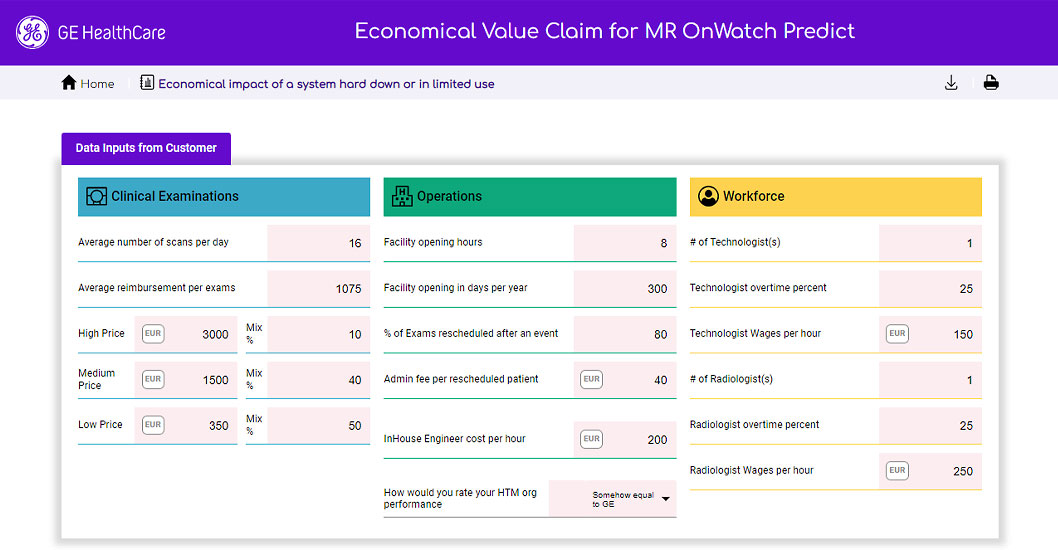 GE HealthCare
Economical Value Claim for MR OnWatch Predict
Home
Economical impact of a system hard down or in limited use
Data Inputs from Customer
Clinical Examinations
Average number of scans per day 16
Average reimbursement per exams 1075
High Price EUR 3000 Mix % 10
Medium Price EUR 1500 Mix % 40
Low Price EUR 350 Mix % 50
Operations
Facility opening hours 8
Facility opening in days per year 300
% of Exams rescheduled after an event 80
Admin fee per rescheduled patient EUR 40
InHouse Engineer cost per hour EUR 200
How would you rate your HTM org
performance
Somehow equal
to GE
Workforce
# of Technologist(s) 1
Technologist overtime percent 25
Technologist Wages per hour EUR 150
# of Radiologist(s) 1
Radiologist overtime percent 25
Radiologist Wages per hour EUR 250